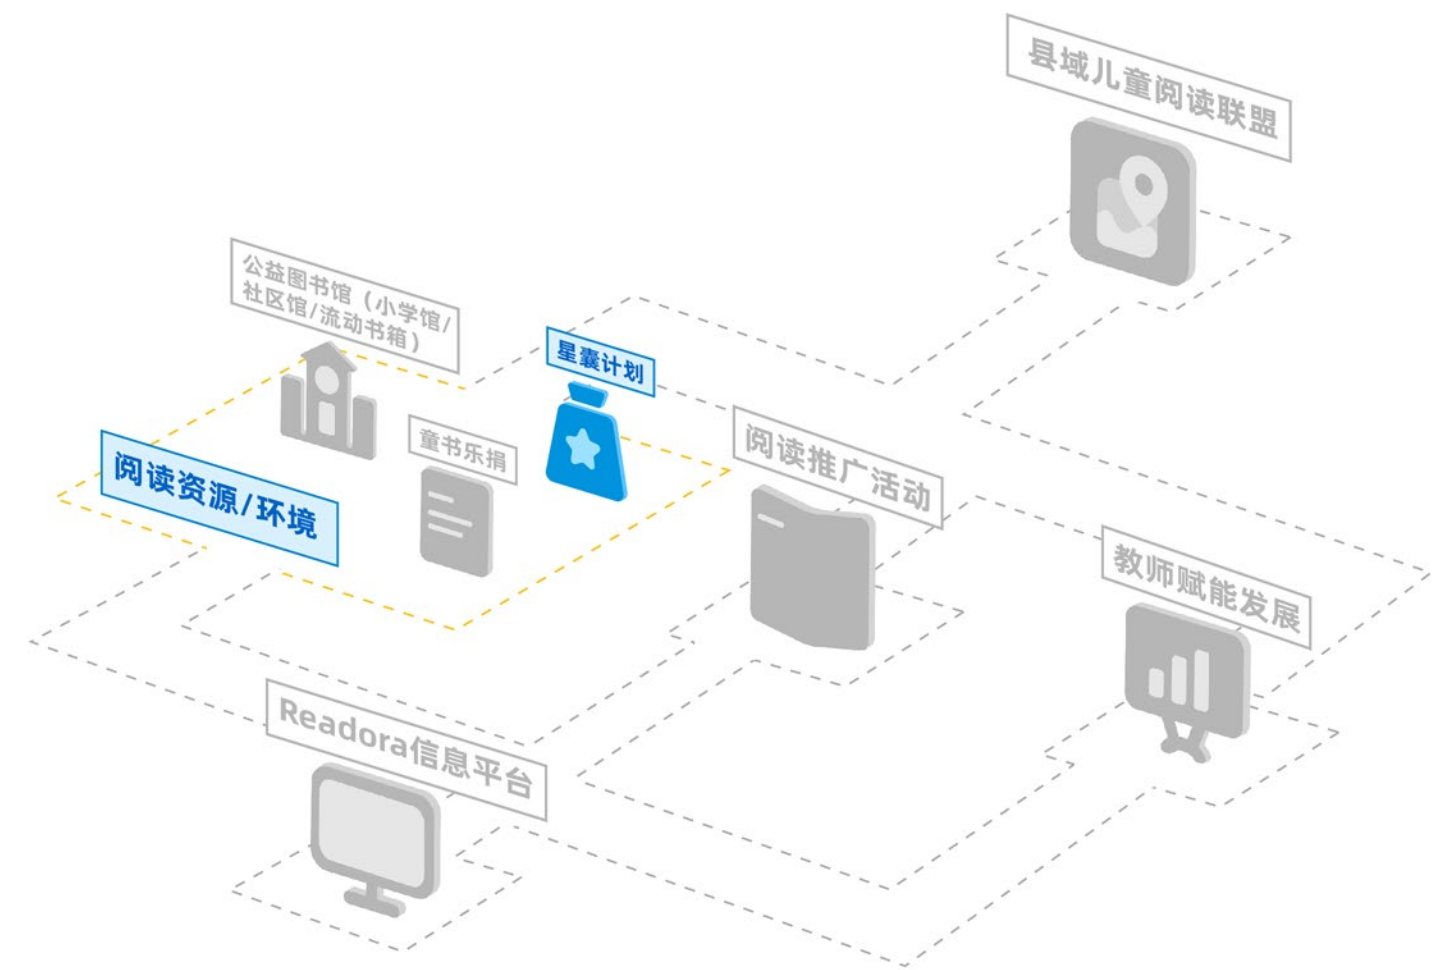 县域儿童阅读联盟
公益图书馆（小学馆/
社区馆/流动书箱）
星囊计划
童书乐捐
阅读资源/环境
阅读推广活动
教师赋能发展
Readora信息平台